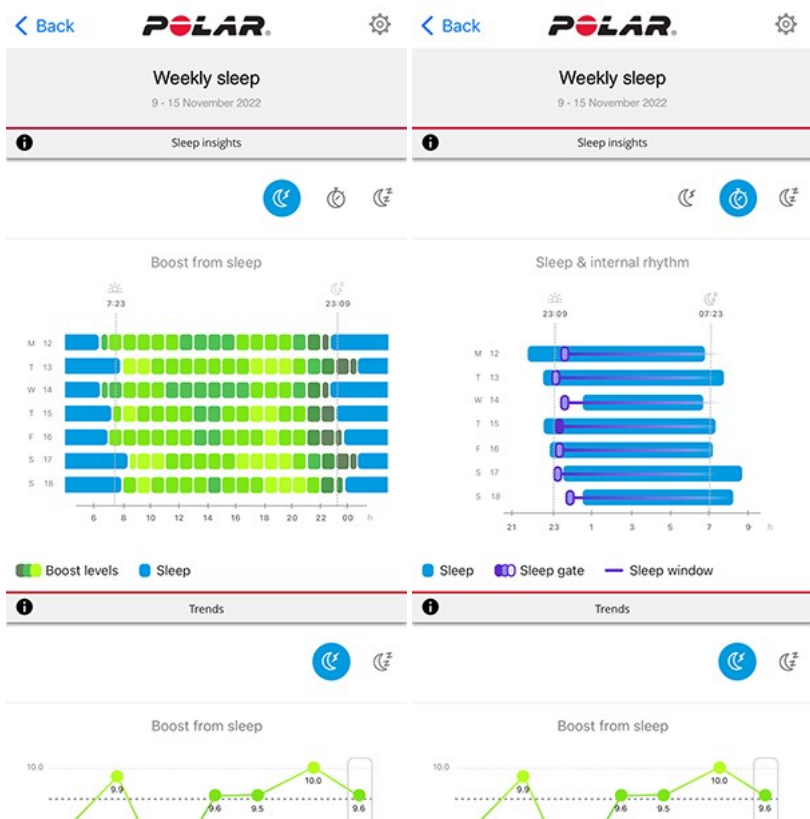 Back
POLAR.
Weekly sleep
9 - 15 November 2022
Sleep insights
Boost from sleep
7:23
23:09
M 12
T 13
W 14
T 15
F 16
S 17
S 18
6 8 10 12 14 16 18 20 22 00 h
Boost levels
Sleep
Trends
Boost from sleep
10.0
9.9
9.6
9.5
10.0
9.6
Back
POLAR.
Weekly sleep
9 - 15 November 2022
Sleep insights
Sleep & internal rhythm
23:09
07:23
M 12
T 13
W 14
T 15
F 16
S 17
S 18
21 23 1 3 5 7 9 h
Sleep
Sleep gate
Sleep window
Trends
Boost from sleep
10.0
9.9
9.6
9.5
10.0
9.6